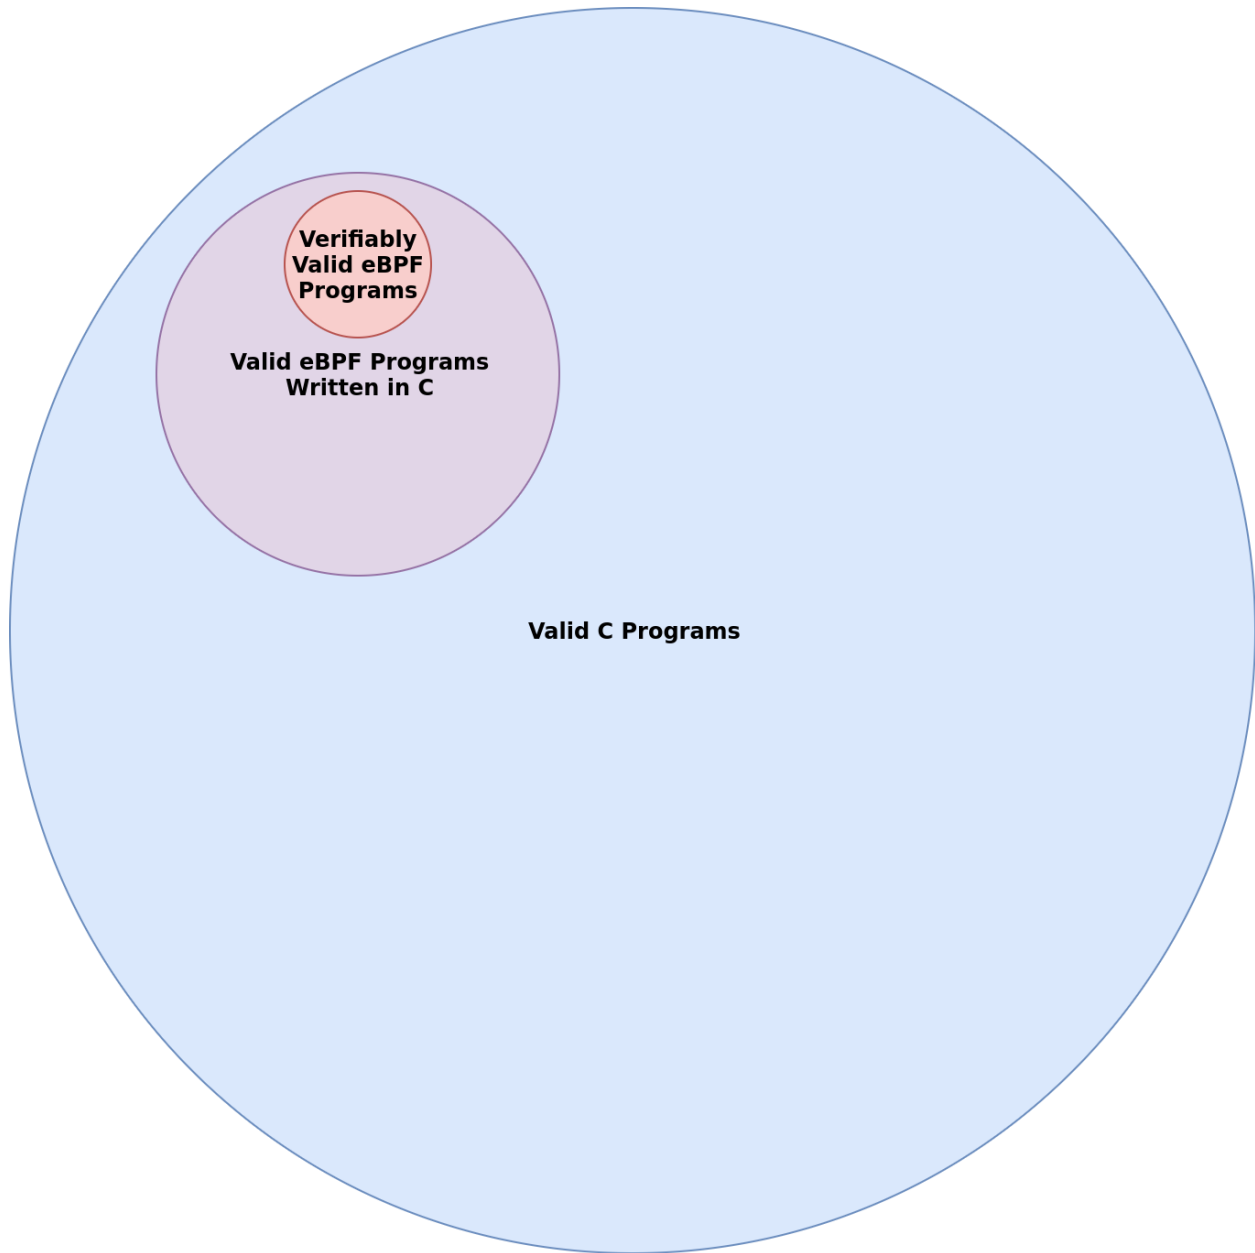 Verifiably
Valid eBPF
Programs
Valid eBPF Programs
Written in C
Valid C Programs